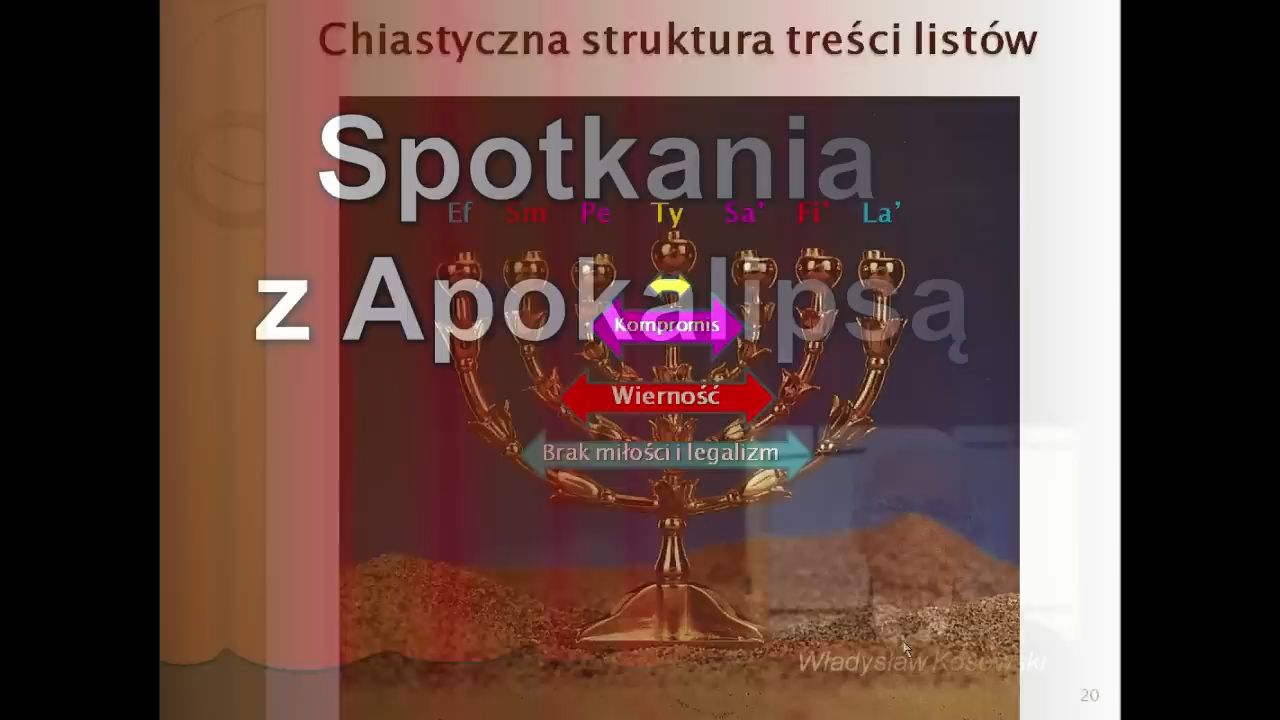 Chiastyczna struktura treści listów
Spotkania
Ef Sm Pe Ty Sa’ Fi’ La’
z Apokalipsą
Kompromis
Wierność
Brak miłości i legalizm
Władysław Kosowski
20